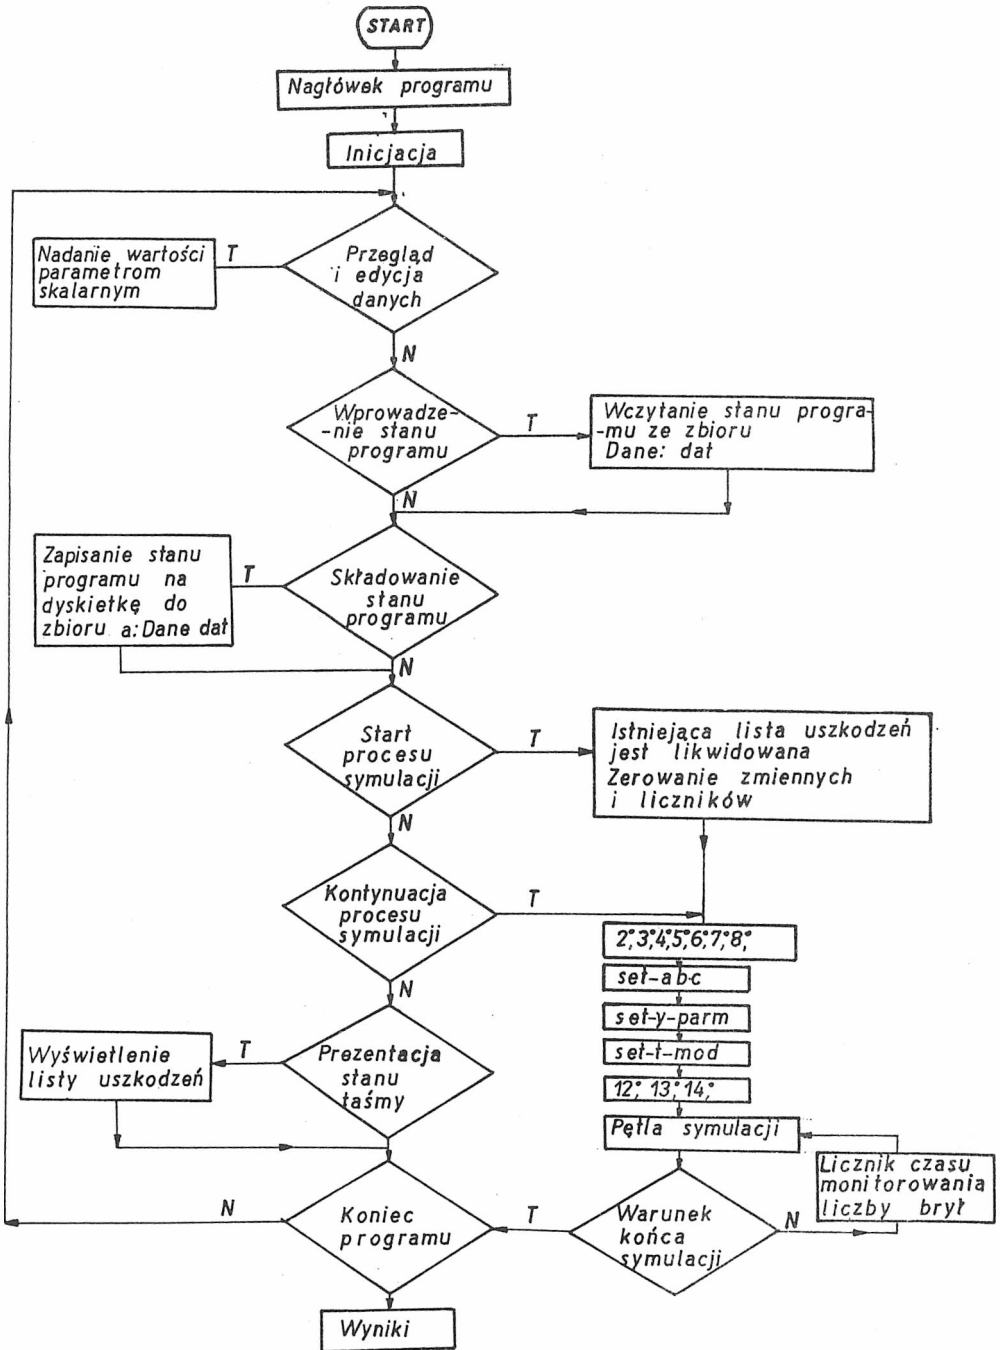 START
Nagłówek programu
Inicjacja
Przegląd
i edycja
danych
T
Nadanie wartości
parametrom
skalarnym
N
Wprowadze-
-nie stanu
programu
T
Wczytanie stanu progra-
-mu ze zbioru
Dane: dat
N
Składowanie
stanu
programu
T
Zapisanie stanu
programu na
dyskietkę do
zbioru a:Dane dat
N
Start
procesu
symulacji
T
Istniejąca lista uszkodzeń
jest likwidowana
Zerowanie zmiennych
i liczników
N
Kontynuacja
procesu
symulacji
T
2°, 3°, 4°, 5°, 6°, 7°, 8°,
set-abc
set-y-parm
set-t-mod
12°, 13°, 14°,
Pętla symulacji
N
Prezentacja
stanu
taśmy
T
Wyświetlenie
listy uszkodzeń
Licznik czasu
monitorowania
liczby brył
Warunek
końca
symulacji
N
T
Koniec
programu
N
Wyniki